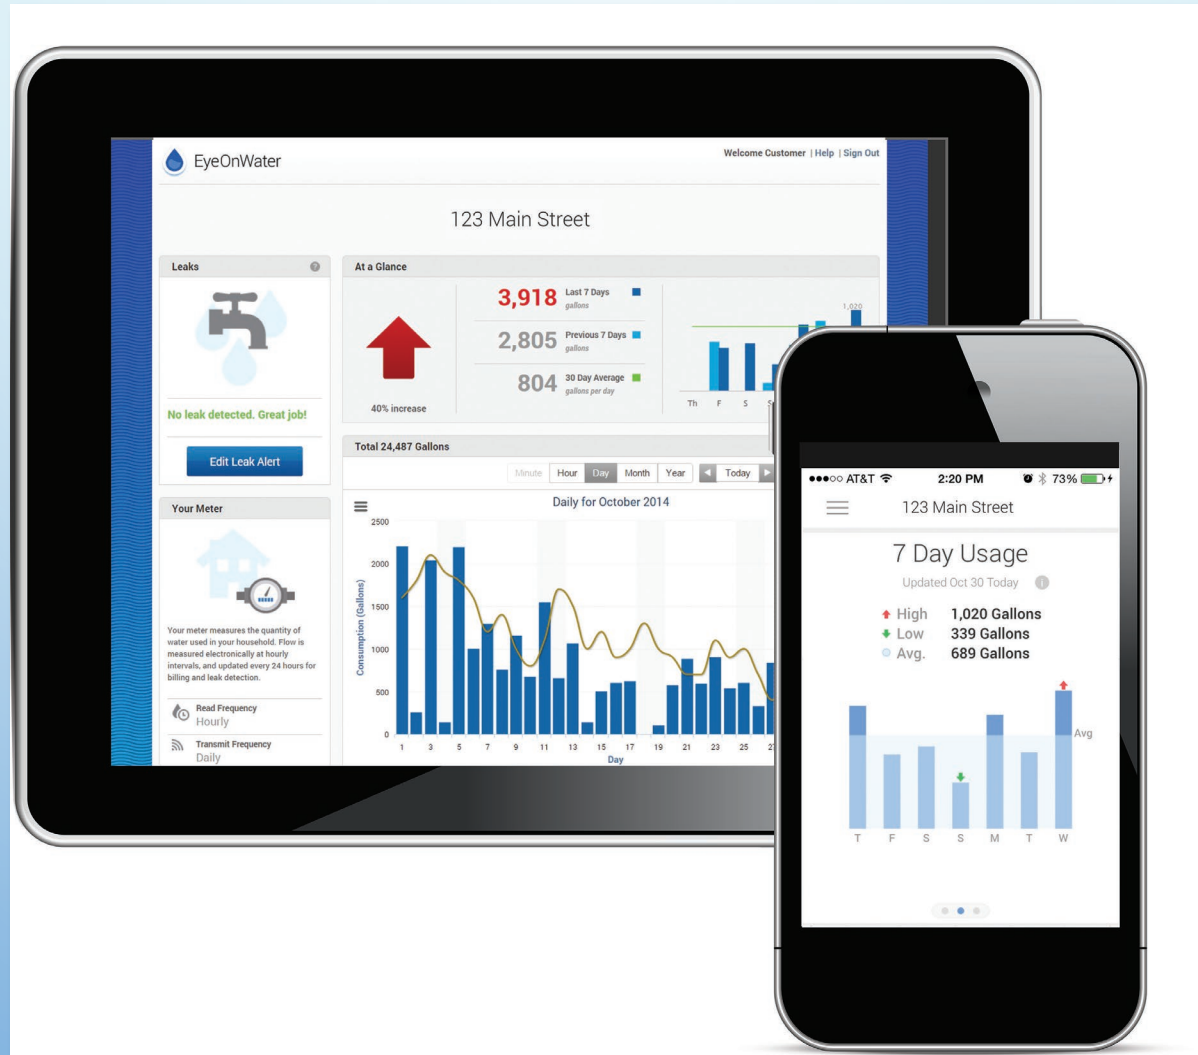 EyeOnWater
Welcome Customer | Help | Sign Out
123 Main Street
Leaks ?
No leak detected. Great job!
Edit Leak Alert
At a Glance
40% increase
3,918 Last 7 Days
gallons
2,805 Previous 7 Days
gallons
804 30 Day Average
gallons per day
1,020
Th F S S
Your Meter
Your meter measures the quantity of
water used in your household. Flow is
measured electronically at hourly
intervals, and updated every 24 hours for
billing and leak detection.
Read Frequency
Hourly
Transmit Frequency
Daily
Total 24,487 Gallons
Minute Hour Day Month Year Today
Daily for October 2014
Consumption (Gallons)
2500
2000
1500
1000
500
0
1 3 5 7 9 11 13 15 17 19 21 23 25 27
Day
AT&T 2:20 PM 73%
123 Main Street
7 Day Usage
Updated Oct 30 Today i
High 1,020 Gallons
Low 339 Gallons
Avg. 689 Gallons
Avg
T F S S M T W